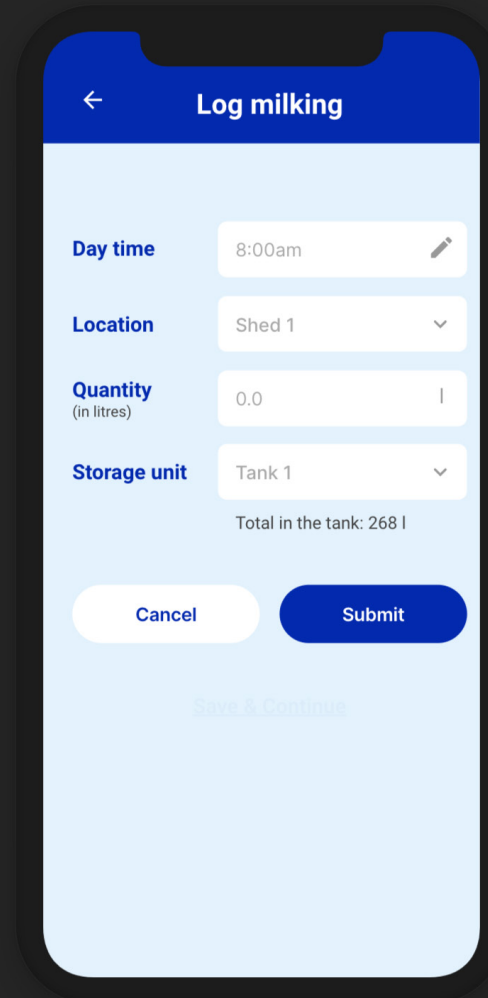 Log milking
Day time
8:00am
Location
Shed 1
Quantity
(in litres)
0.0
l
Storage unit
Tank 1
Total in the tank: 268 l
Cancel
Submit
Save & Continue